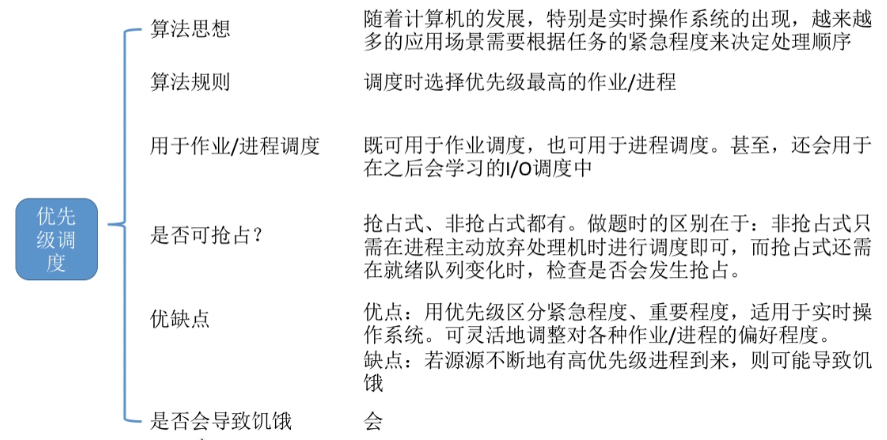 算法思想
随着计算机的发展，特别是实时操作系统的出现，越来越
多的应用场景需要根据任务的紧急程度来决定处理顺序
算法规则
调度时选择优先级最高的作业/进程
用于作业/进程调度
既可用于作业调度，也可用于进程调度。甚至，还会用于
在之后会学习的I/O调度中
优先
级调
度
是否可抢占？
抢占式、非抢占式都有。做题时的区别在于：非抢占式只
需在进程主动放弃处理机时进行调度即可，而抢占式还需
在就绪队列变化时，检查是否会发生抢占。
优缺点
优点：用优先级区分紧急程度、重要程度，适用于实时操
作系统。可灵活地调整对各种作业/进程的偏好程度。
缺点：若源源不断地有高优先级进程到来，则可能导致饥
饿
是否会导致饥饿
会